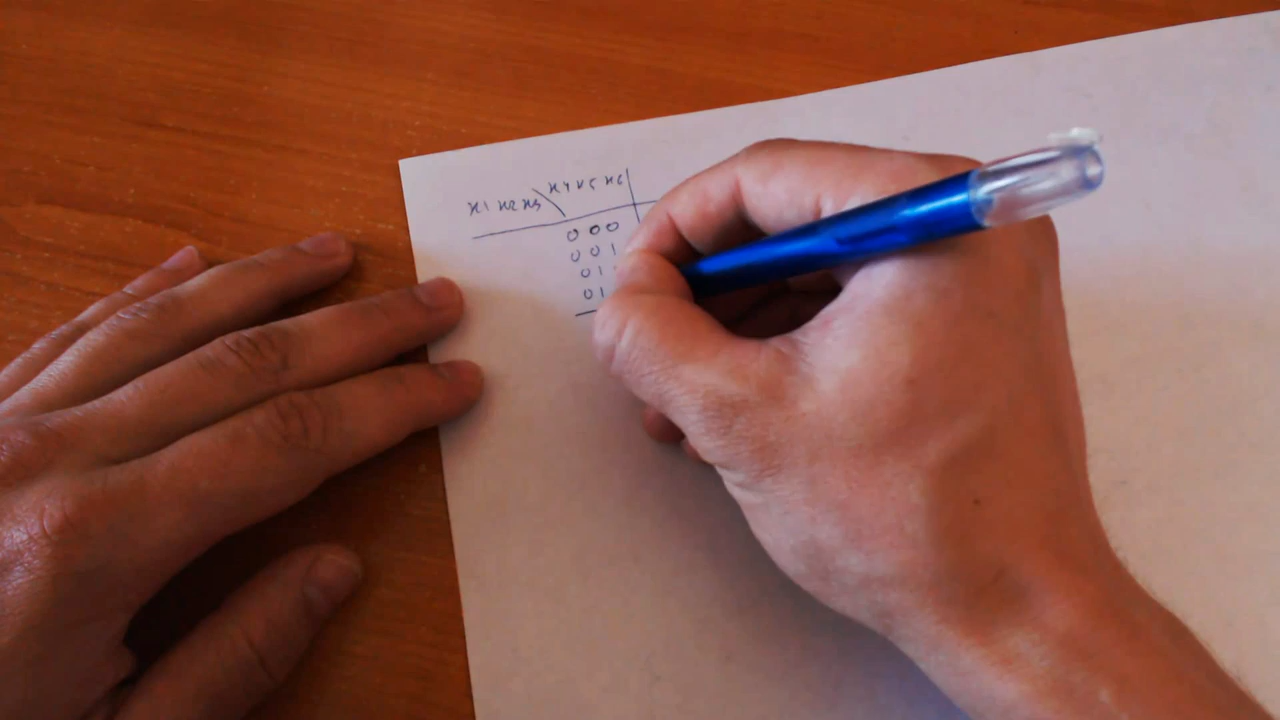 x4 x5 x6
x1 x2 x3
0 0 0
0 0 1
0 1
0 1